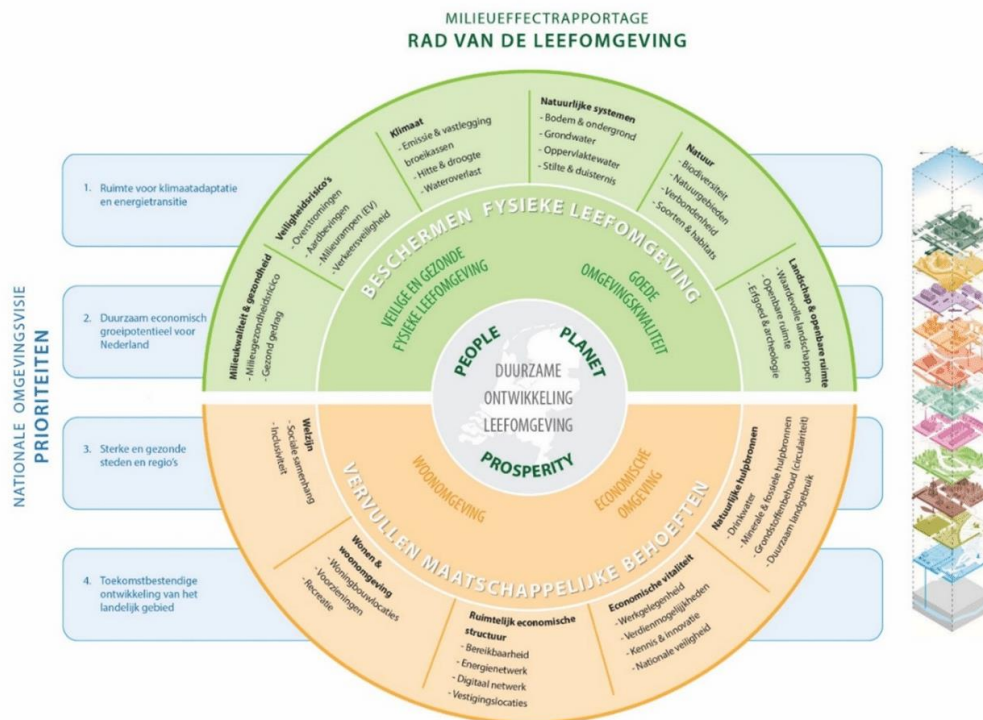 MILIEUEFFECTRAPPORTAGE
RAD VAN DE LEEFOMGEVING
NATIONALE OMGEVINGSVISIE
PRIORITEITEN
1. Ruimte voor klimaatadaptatie
en energietransitie
2. Duurzaam economisch
groeipotentieel voor
Nederland
3. Sterke en gezonde
steden en regio's
4. Toekomstbestendige
ontwikkeling van het
landelijk gebied
Milieukwaliteit & gezondheid
- Milieugezondheidsricico
- Gezond gedrag
Veiligheidsrisico's
- Overstromingen
- Aardbevingen
- Milieurampen (EV)
- Verkeersveiligheid
Klimaat
- Emissie & vastlegging
broeikassen
- Hitte & droogte
- Wateroverlast
Natuurlijke systemen
- Bodem & ondergrond
- Grondwater
- Oppervlaktewater
- Stilte & duisternis
Natuur
- Biodiversiteit
- Natuurgebieden
- Verbondenheid
- Soorten & habitats
Landschap & openbare ruimte
- Waardevolle landschappen
- Openbare ruimte
- Erfgoed & archeologie
BESCHERMEN FYSIEKE LEEFOMGEVING
VEILIGE EN GEZONDE
FYSIEKE LEEFOMGEVING
GOEDE
OMGEVINGSKWALITEIT
PEOPLE
PLANET
DUURZAME
ONTWIKKELING
LEEFOMGEVING
PROSPERITY
WOONOMGEVING
ECONOMISCHE
OMGEVING
VERVULLEN MAATSCHAPPELIJKE BEHOEFTEN
Welzijn
- Sociale samenhang
- Inclusiviteit
Wonen &
woonomgeving
- Woningbouwlocaties
- Voorzieningen
- Recreatie
Ruimtelijk economische
structuur
- Bereikbaarheid
- Energienetwerk
- Digitaal netwerk
- Vestigingslocaties
Economische vitaliteit
- Werkgelegenheid
- Verdienmogelijkheden
- Kennis & innovatie
- Nationale veiligheid
Natuurlijke hulpbronnen
- Drinkwater
- Minerale & fossiele hulpbronnen
- Grondstoffenbehoud (circulairiteit)
- Duurzaam landgebruik